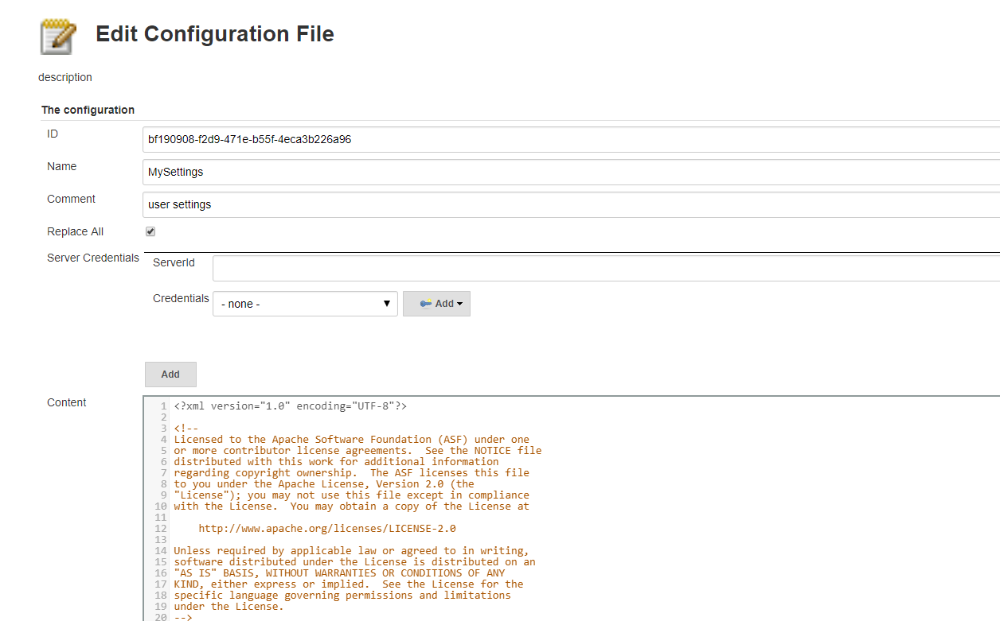 Edit Configuration File
description
The configuration
ID
bf190908-f2d9-471e-b55f-4eca3b226a96
Name
MySettings
Comment
user settings
Replace All
Server Credentials
ServerId
Credentials
- none -
Add
Add
Content
1 <?xml version="1.0" encoding="UTF-8"?>
2
3 <!--
4 Licensed to the Apache Software Foundation (ASF) under one
5 or more contributor license agreements.  See the NOTICE file
6 distributed with this work for additional information
7 regarding copyright ownership.  The ASF licenses this file
8 to you under the Apache License, Version 2.0 (the
9 "License"); you may not use this file except in compliance
10 with the License.  You may obtain a copy of the License at
11
12     http://www.apache.org/licenses/LICENSE-2.0
13
14 Unless required by applicable law or agreed to in writing,
15 software distributed under the License is distributed on an
16 "AS IS" BASIS, WITHOUT WARRANTIES OR CONDITIONS OF ANY
17 KIND, either express or implied.  See the License for the
18 specific language governing permissions and limitations
19 under the License.
20 -->